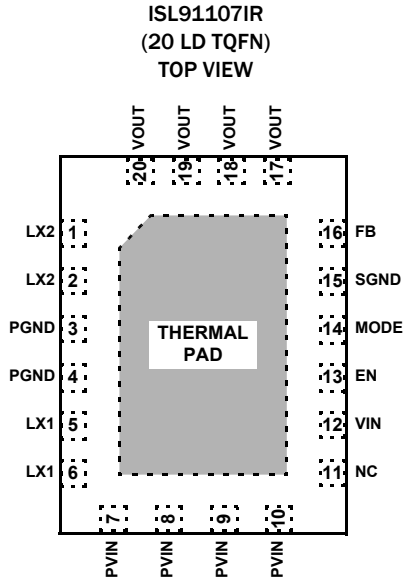 ISL91107IR
(20 LD TQFN)
TOP VIEW
VOUT VOUT VOUT VOUT
20 19 18 17
LX2 1 16 FB
LX2 2 15 SGND
PGND 3 14 MODE
THERMAL
PAD
PGND 4 13 EN
LX1 5 12 VIN
LX1 6 11 NC
7 8 9 10
PVIN PVIN PVIN PVIN